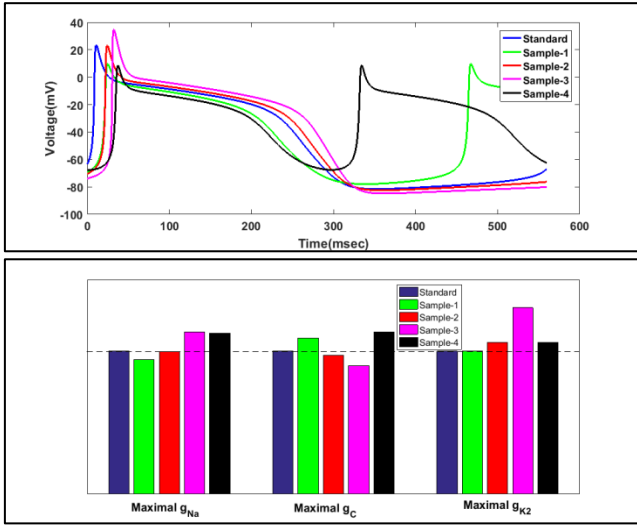 40
20
0
-20
-40
-60
-80
-100
Voltage(mV)
0 100 200 300 400 500 600
Time(msec)
Standard
Sample-1
Sample-2
Sample-3
Sample-4
Standard
Sample-1
Sample-2
Sample-3
Sample-4
Maximal gNa Maximal gC Maximal gK2